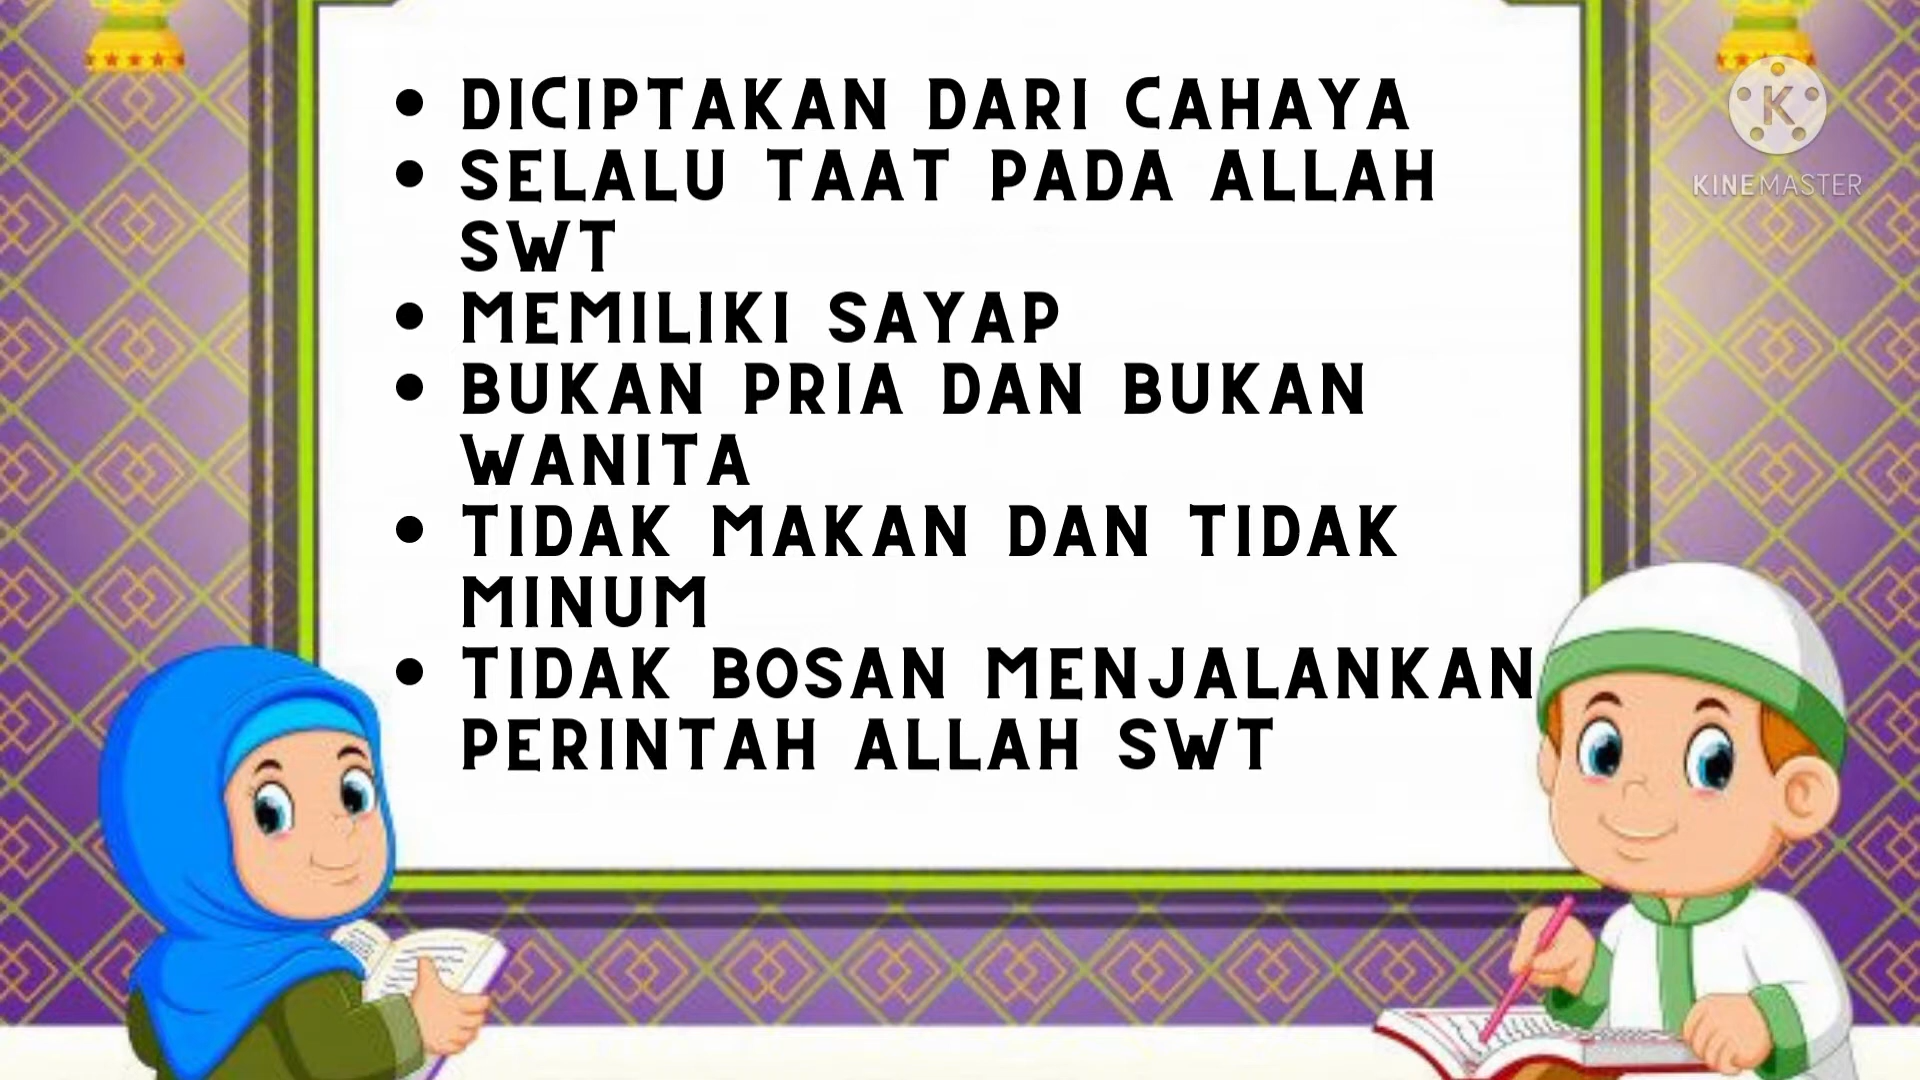 • DICIPTAKAN DARI CAHAYA
• SELALU TAAT PADA ALLAH
SWT
• MEMILIKI SAYAP
• BUKAN PRIA DAN BUKAN
WANITA
• TIDAK MAKAN DAN TIDAK
MINUM
• TIDAK BOSAN MENJALANKAN
PERINTAH ALLAH SWT
K
KINEMASTER